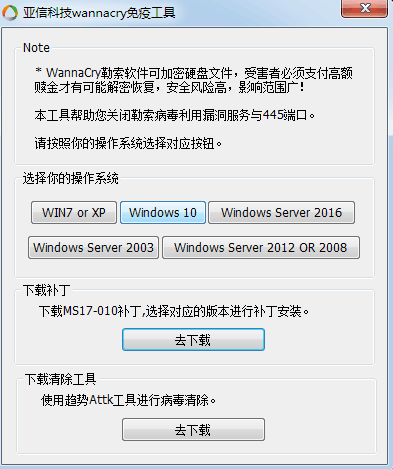 亚信科技wannacry免疫工具
Note
* WannaCry勒索软件可加密硬盘文件，受害者必须支付高额
赎金才有可能解密恢复，安全风险高，影响范围广！
本工具帮助您关闭勒索病毒利用漏洞服务与445端口。
请按照你的操作系统选择对应按钮。
选择你的操作系统
WIN7 or XP
Windows 10
Windows Server 2016
Windows Server 2003
Windows Server 2012 OR 2008
下载补丁
下载MS17-010补丁,选择对应的版本进行补丁安装。
去下载
下载清除工具
使用趋势Attk工具进行病毒清除。
去下载